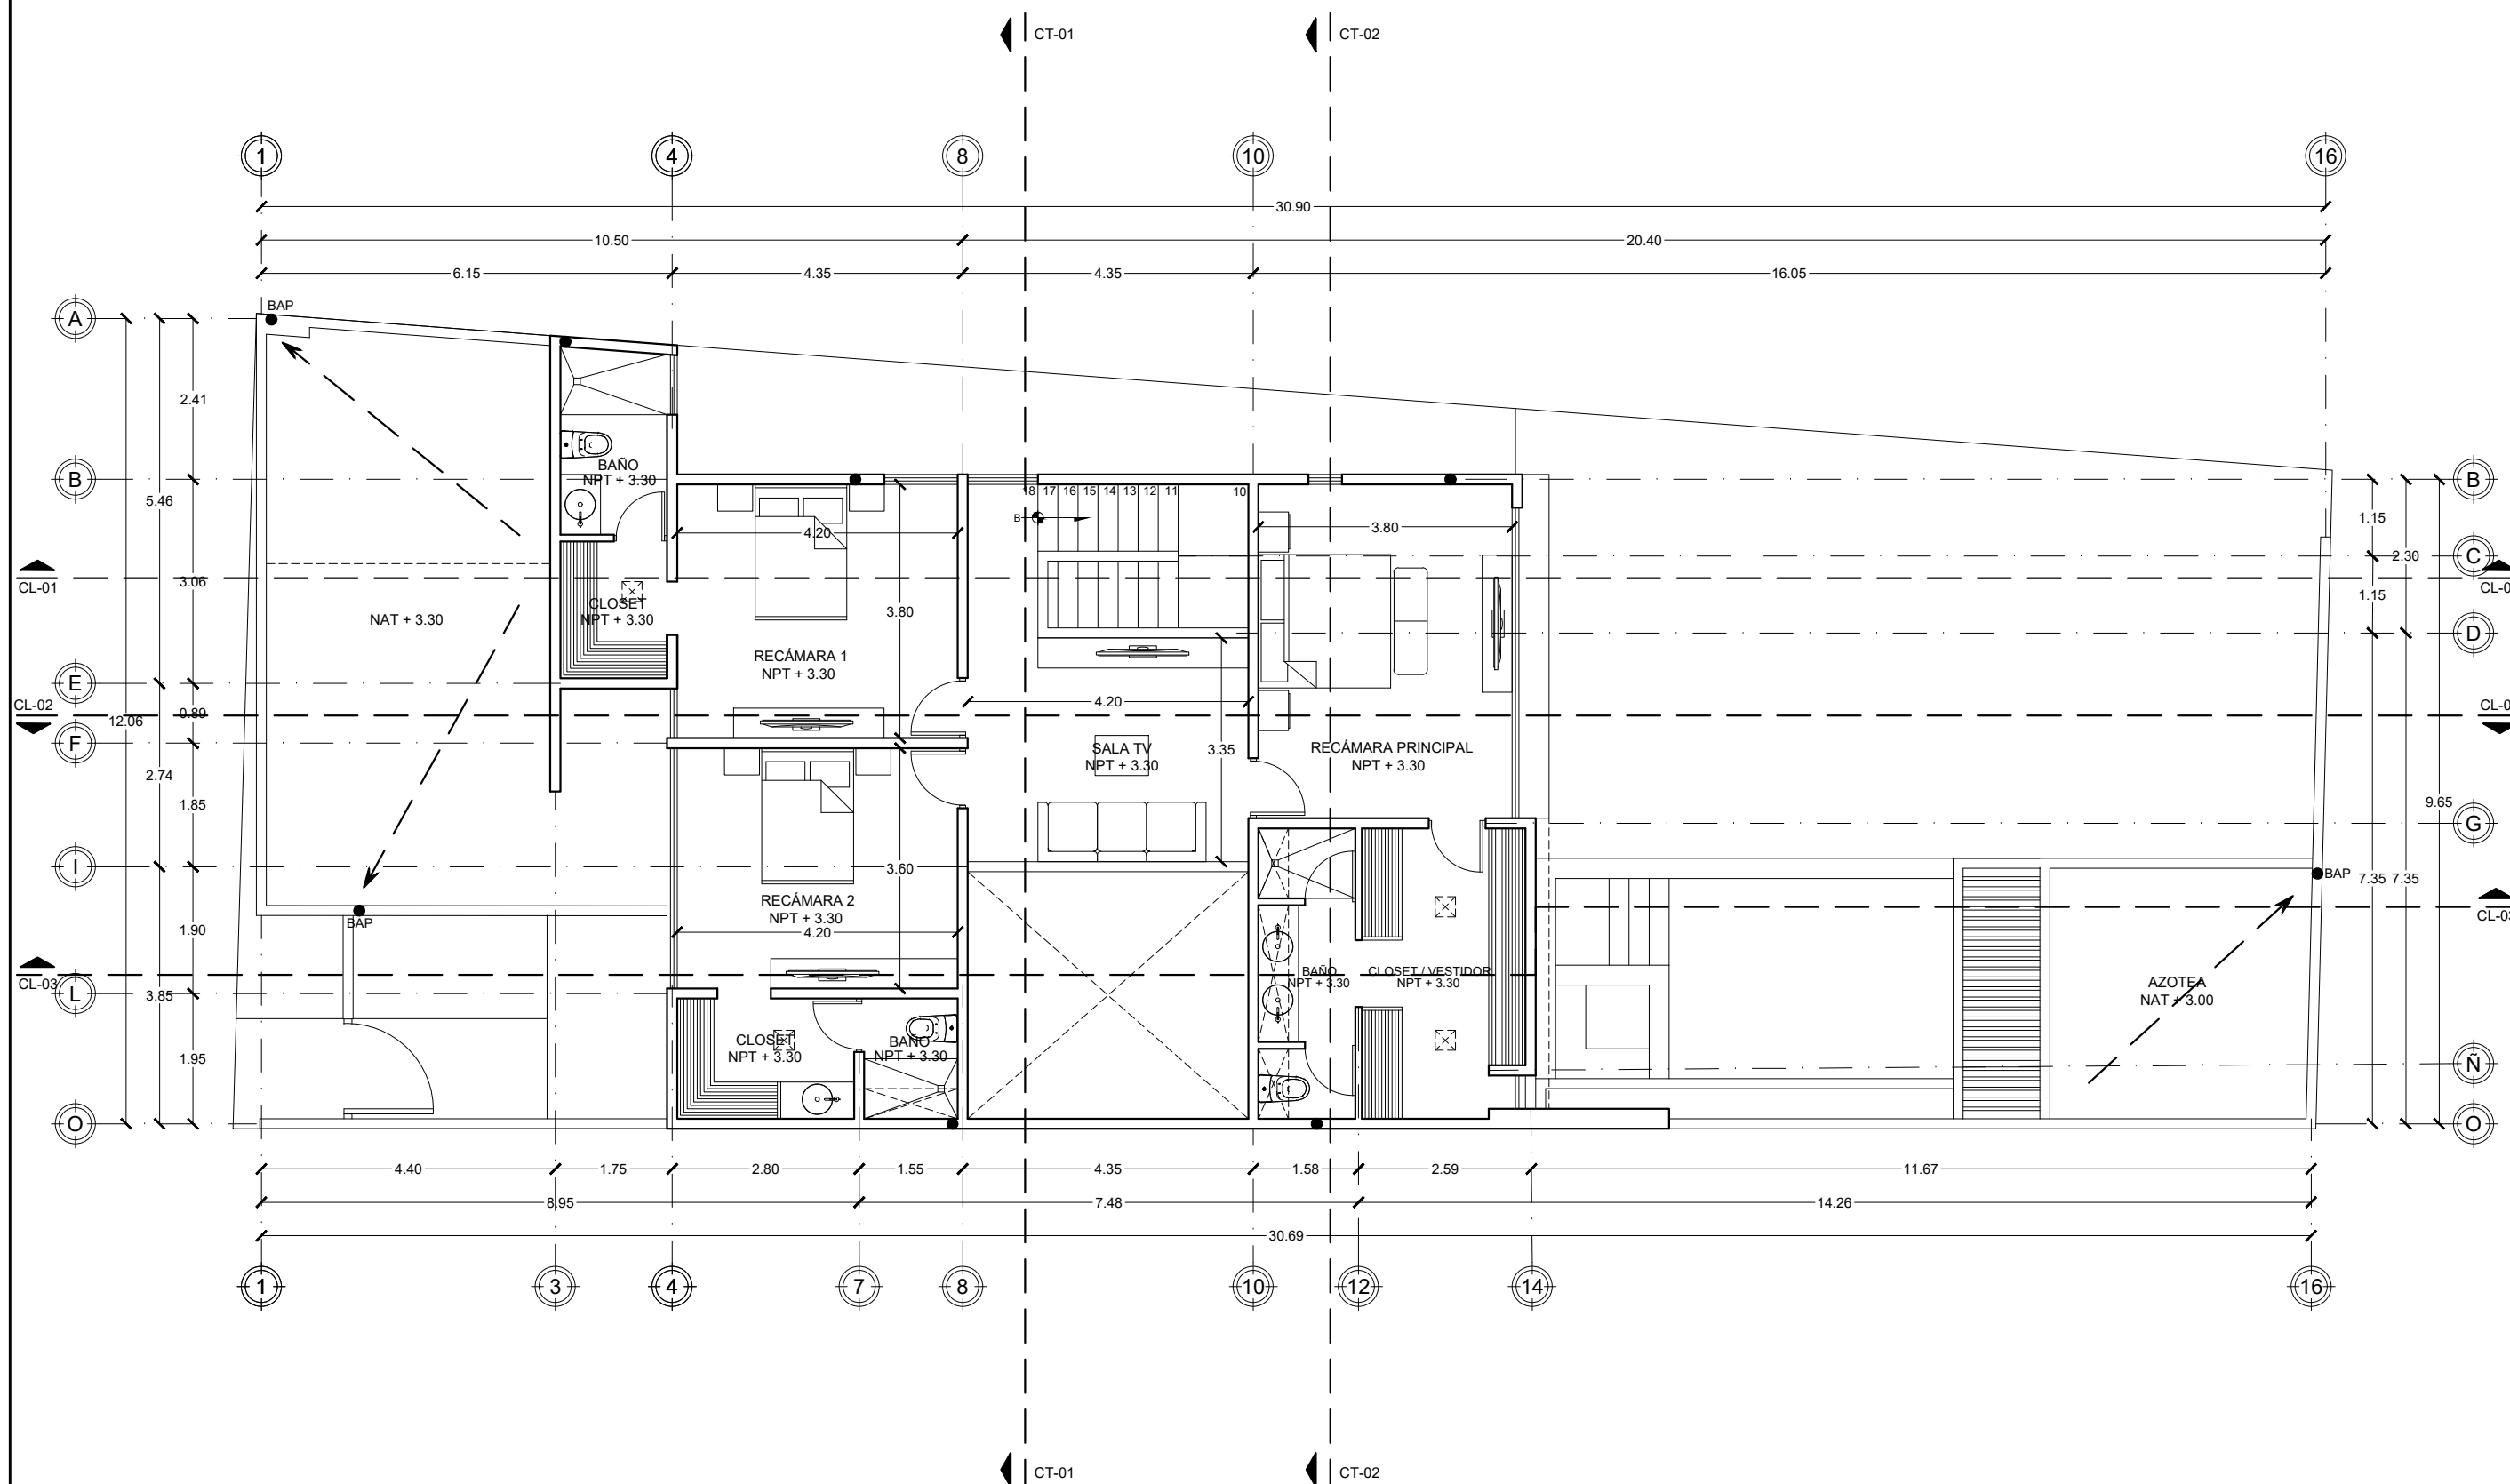 CT-01
CT-02
1
4
8
10
16
30.90
10.50
20.40
6.15
4.35
4.35
16.05
A
BAP
2.41
B
BAÑO
NPT + 3.30
18
17
16
15
14
13
12
11
10
B
B
5.46
1.15
4.20
3.80
C
2.30
CL-01
3.06
CLOSET
NPT + 3.30
3.80
1.15
NAT + 3.30
D
RECÁMARA 1
NPT + 3.30
E
CL-02
12.06
0.89
4.20
F
SALA TV
NPT + 3.30
3.35
RECÁMARA PRINCIPAL
NPT + 3.30
2.74
1.85
9.65
G
I
3.60
BAP
7.35
7.35
RECÁMARA 2
NPT + 3.30
BAP
1.90
4.20
CL-03
L
3.85
BAÑO
NPT + 3.30
CLOSET / VESTIDOR
NPT + 3.30
AZOTEA
NAT + 3.00
CLOSET
NPT + 3.30
BAÑO
NPT + 3.30
1.95
Ñ
O
O
4.40
1.75
2.80
1.55
4.35
1.58
2.59
11.67
8.95
7.48
14.26
30.69
1
3
4
7
8
10
12
14
16
CT-01
CT-02